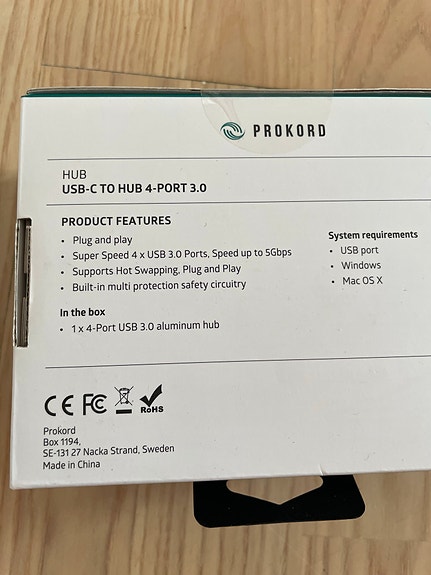 PROKORD
HUB
USB-C TO HUB 4-PORT 3.0
PRODUCT FEATURES
• Plug and play
• Super Speed 4 x USB 3.0 Ports, Speed up to 5Gbps
• Supports Hot Swapping, Plug and Play
• Built-in multi protection safety circuitry
System requirements
• USB port
• Windows
• Mac OS X
In the box
• 1 x 4-Port USB 3.0 aluminum hub
CE FC RoHS
Prokord
Box 1194,
SE-131 27 Nacka Strand, Sweden
Made in China